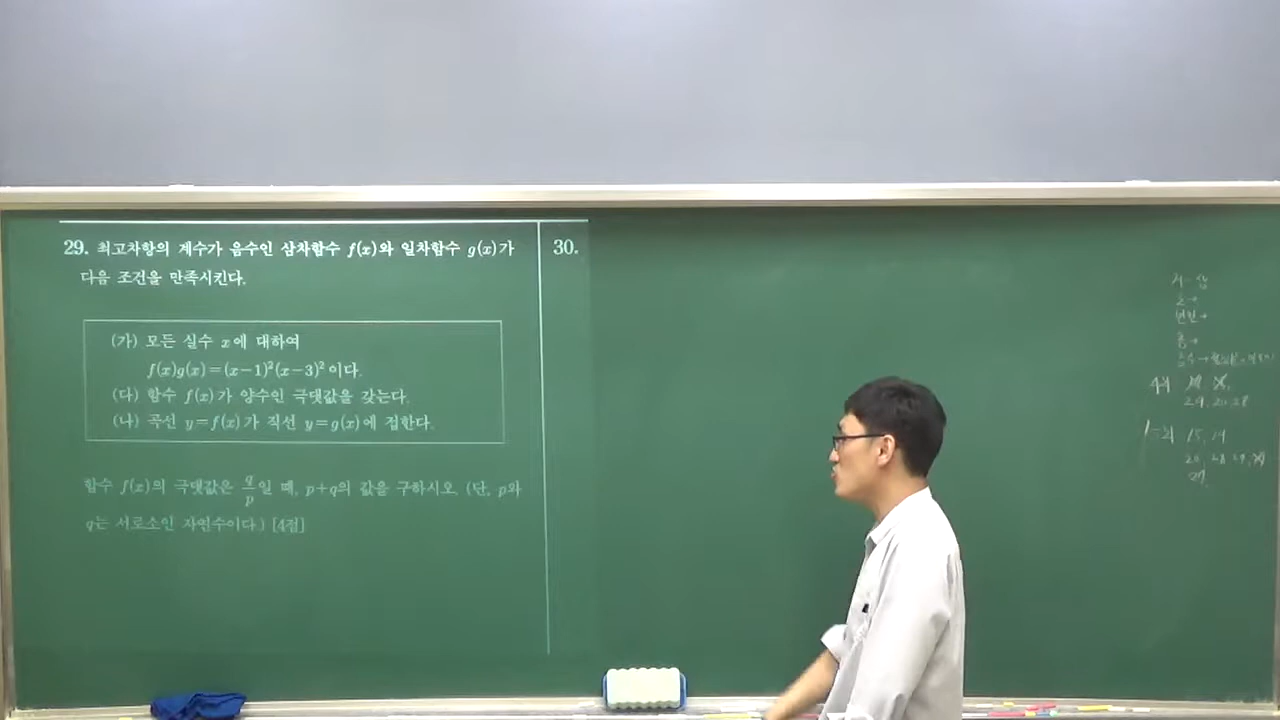 29. 최고차항의 계수가 음수인 삼차함수 f(x)와 일차함수 g(x)가
다음 조건을 만족시킨다.
(가) 모든 실수 x에 대하여
f(x)g(x)=(x-1)²(x-3)² 이다.
(다) 함수 f(x)가 양수인 극댓값을 갖는다.
(나) 곡선 y=f(x)가 직선 y=g(x)에 접한다.
함수 f(x)의 극댓값은 q/p일 때, p+q의 값을 구하시오. (단, p와
q는 서로소인 자연수이다.) [4점]
30.